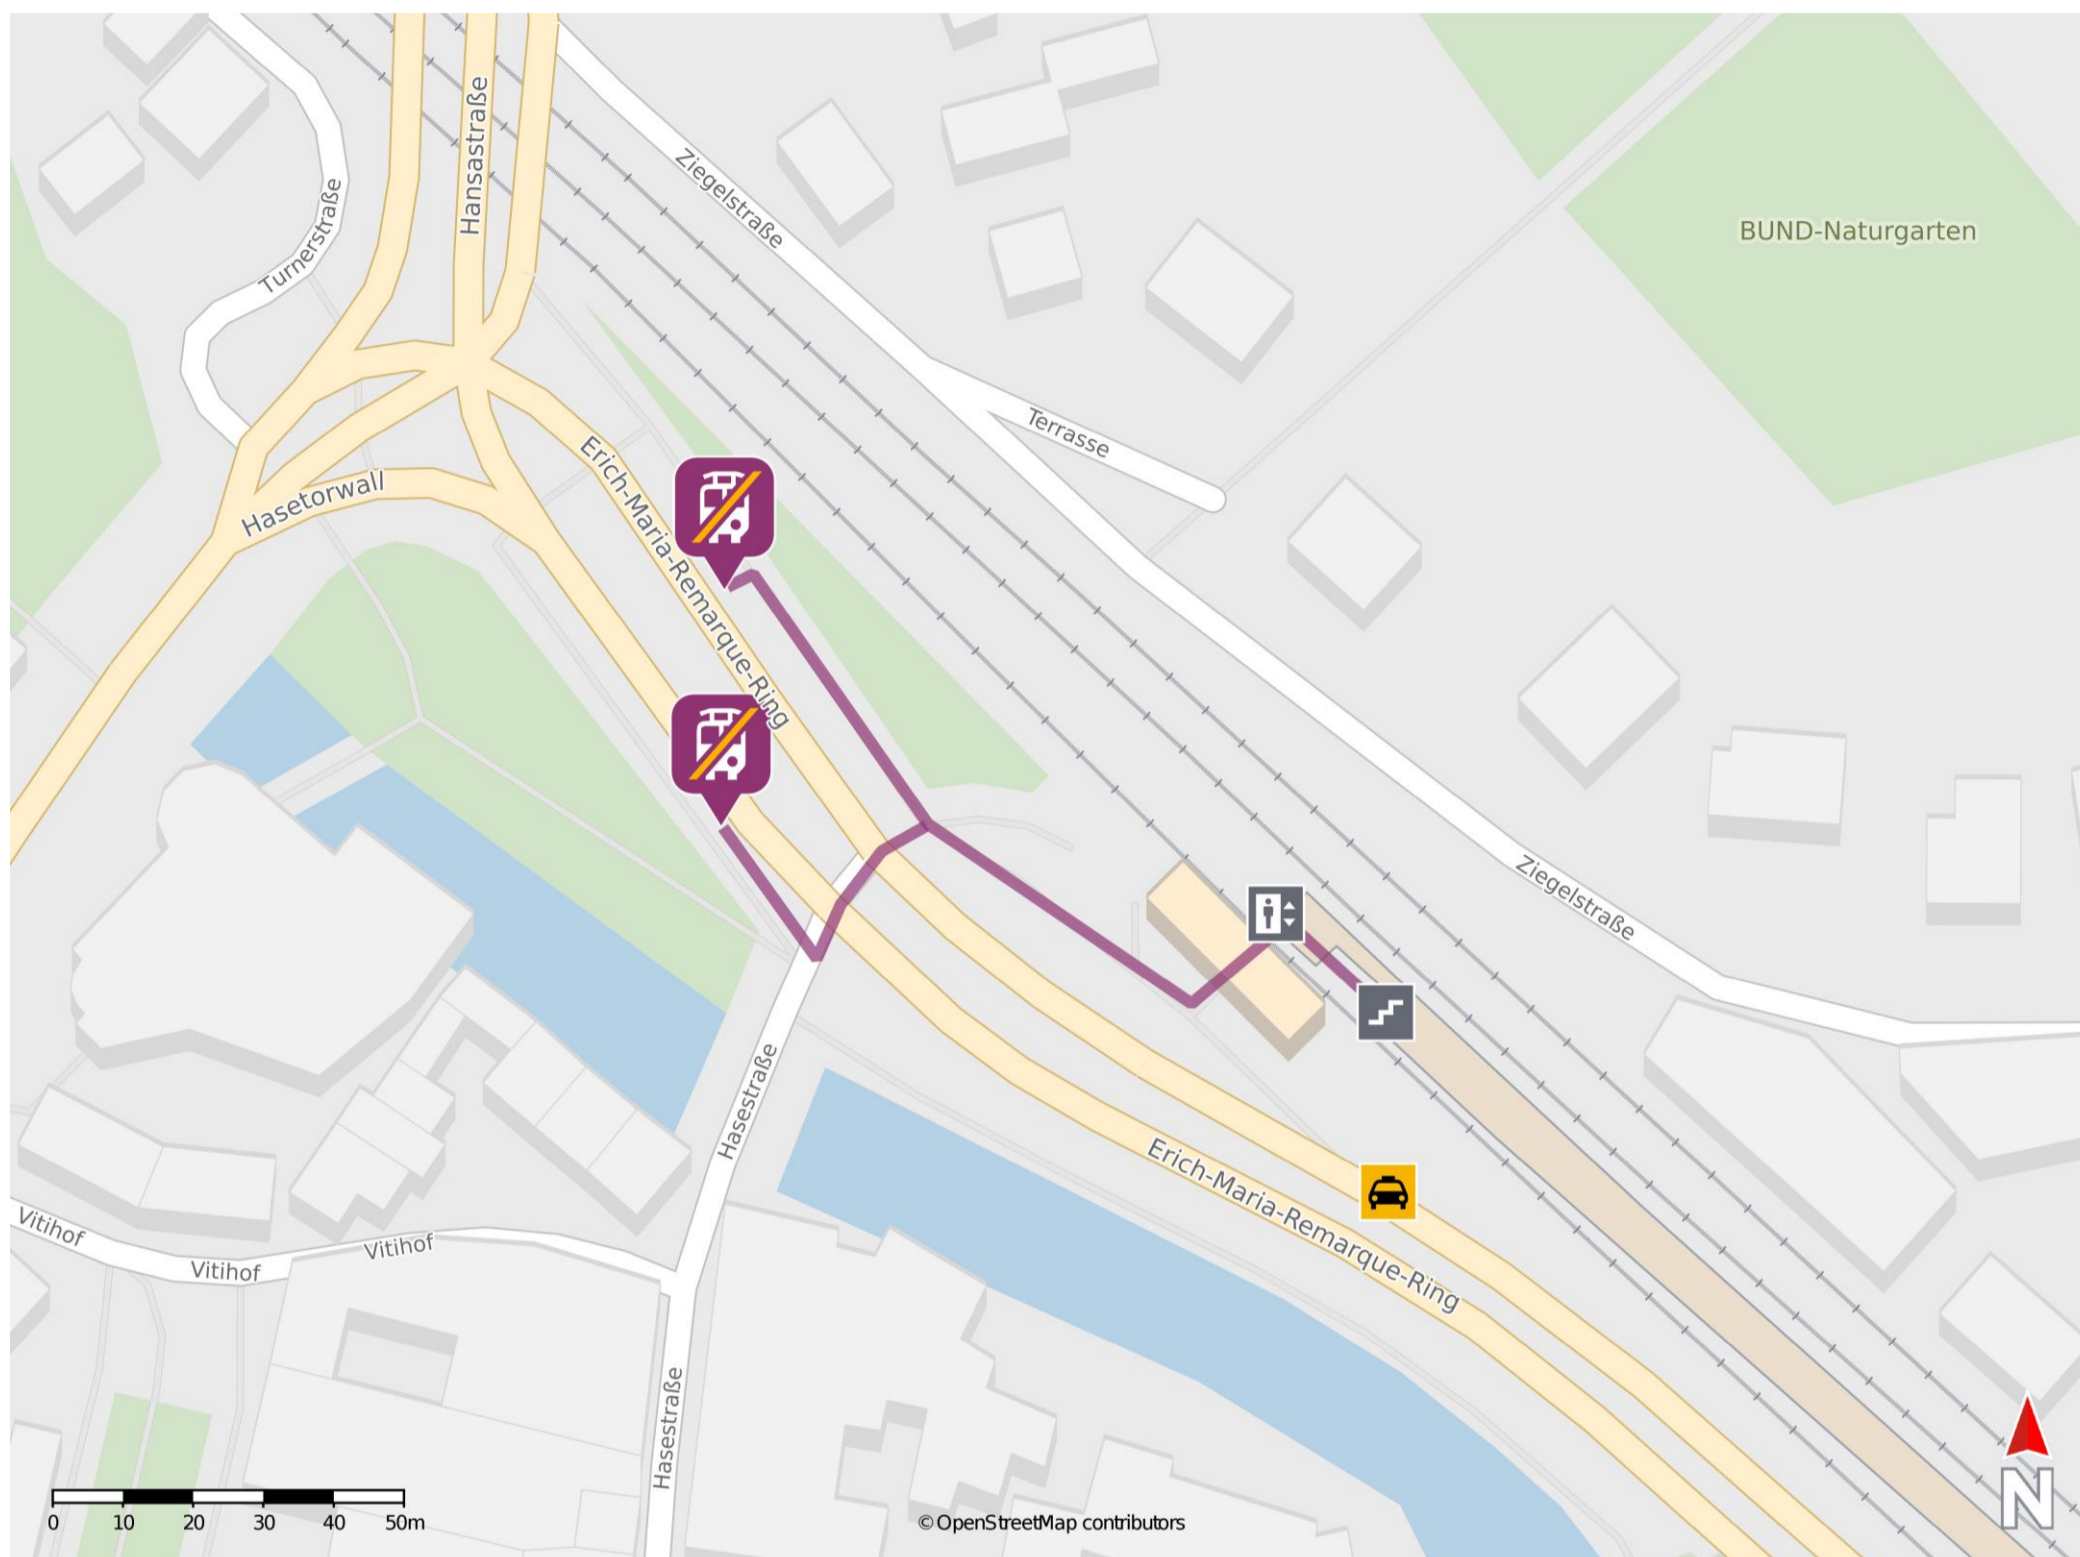 Hansastraße
Ziegelstraße
Turnerstraße
BUND-Naturgarten
Terrasse
Hasetorwall
Erich-Maria-Remarque-Ring
Ziegelstraße
Hasestraße
Erich-Maria-Remarque-Ring
Vitihof
Vitihof
Vitihof
Hasestraße
N
0 10 20 30 40 50m
© OpenStreetMap contributors